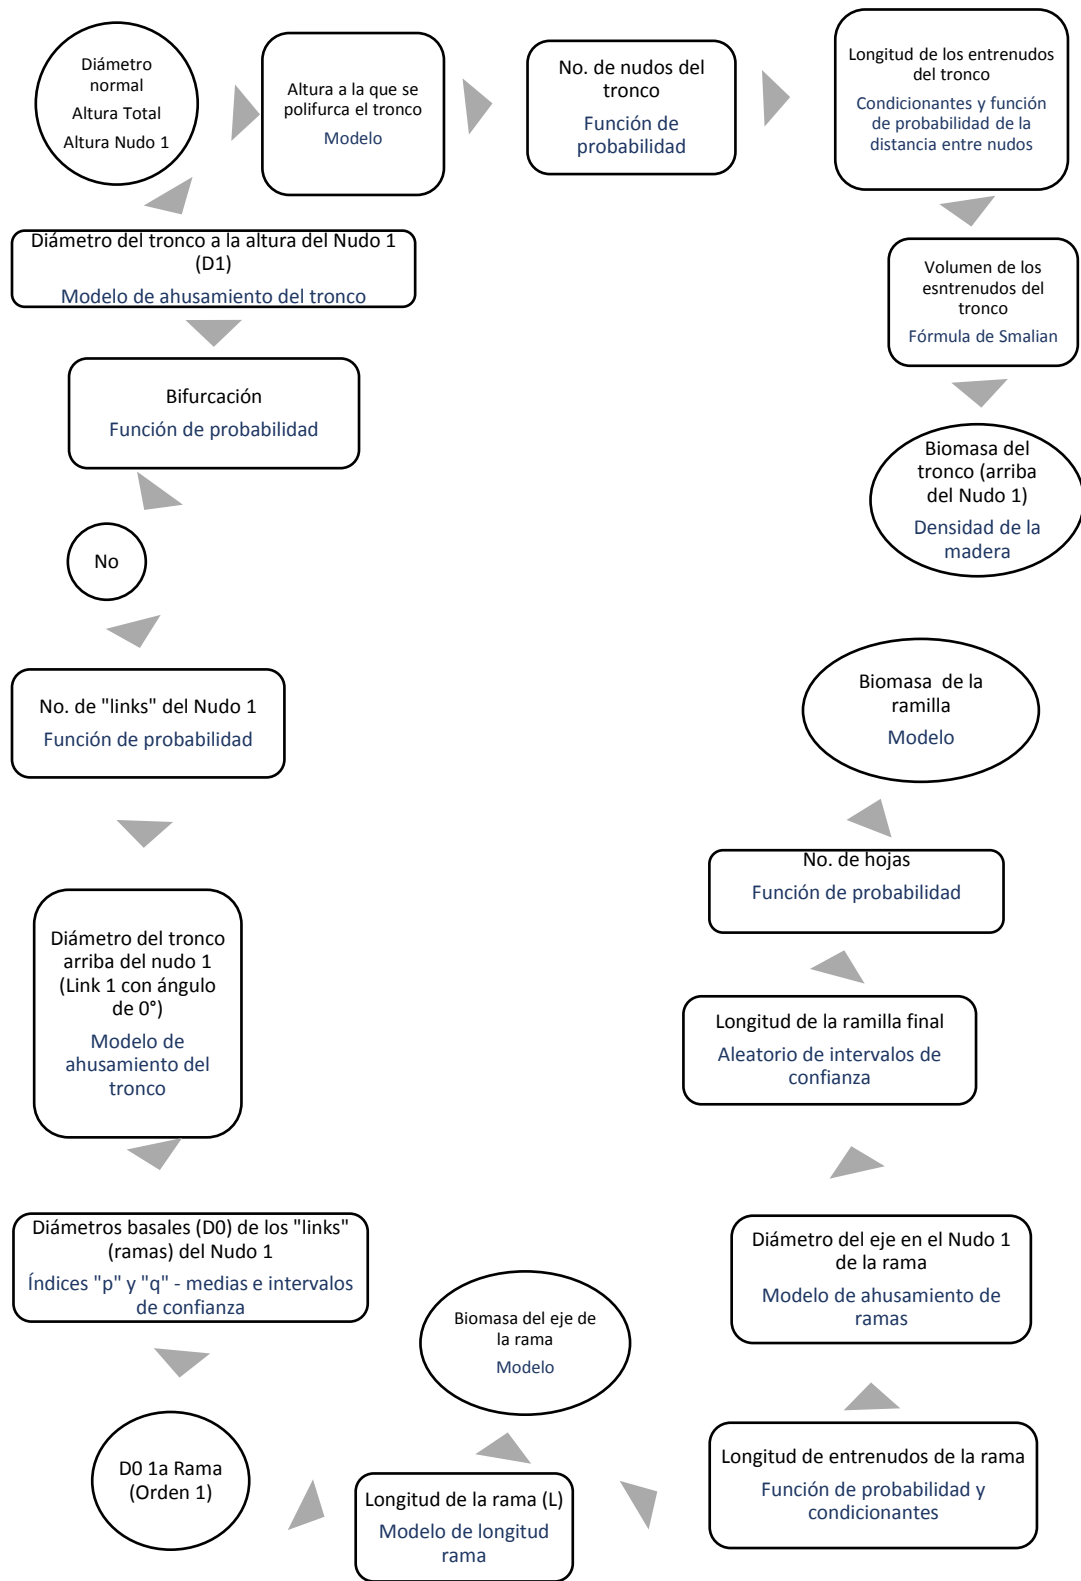 Diámetro
normal
Altura Total
Altura Nudo 1
Altura a la que se
polifurca el tronco
Modelo
No. de nudos del
tronco
Función de
probabilidad
Longitud de los entrenudos
del tronco
Condicionantes y función
de probabilidad de la
distancia entre nudos
Diámetro del tronco a la altura del Nudo 1
(D1)
Modelo de ahusamiento del tronco
Volumen de los
esntrenudos del
tronco
Fórmula de Smalian
Bifurcación
Función de probabilidad
Biomasa del
tronco (arriba
del Nudo 1)
Densidad de la
madera
No
No. de "links" del Nudo 1
Función de probabilidad
Biomasa  de la
ramilla
Modelo
No. de hojas
Función de probabilidad
Diámetro del tronco
arriba del nudo 1
(Link 1 con ángulo
de 0°)
Modelo de
ahusamiento del
tronco
Longitud de la ramilla final
Aleatorio de intervalos de
confianza
Diámetros basales (D0) de los "links"
(ramas) del Nudo 1
Índices "p" y "q" - medias e intervalos
de confianza
Diámetro del eje en el Nudo 1
de la rama
Modelo de ahusamiento de
ramas
Biomasa del eje de
la rama
Modelo
D0 1a Rama
(Orden 1)
Longitud de la rama (L)
Modelo de longitud
rama
Longitud de entrenudos de la rama
Función de probabilidad y
condicionantes